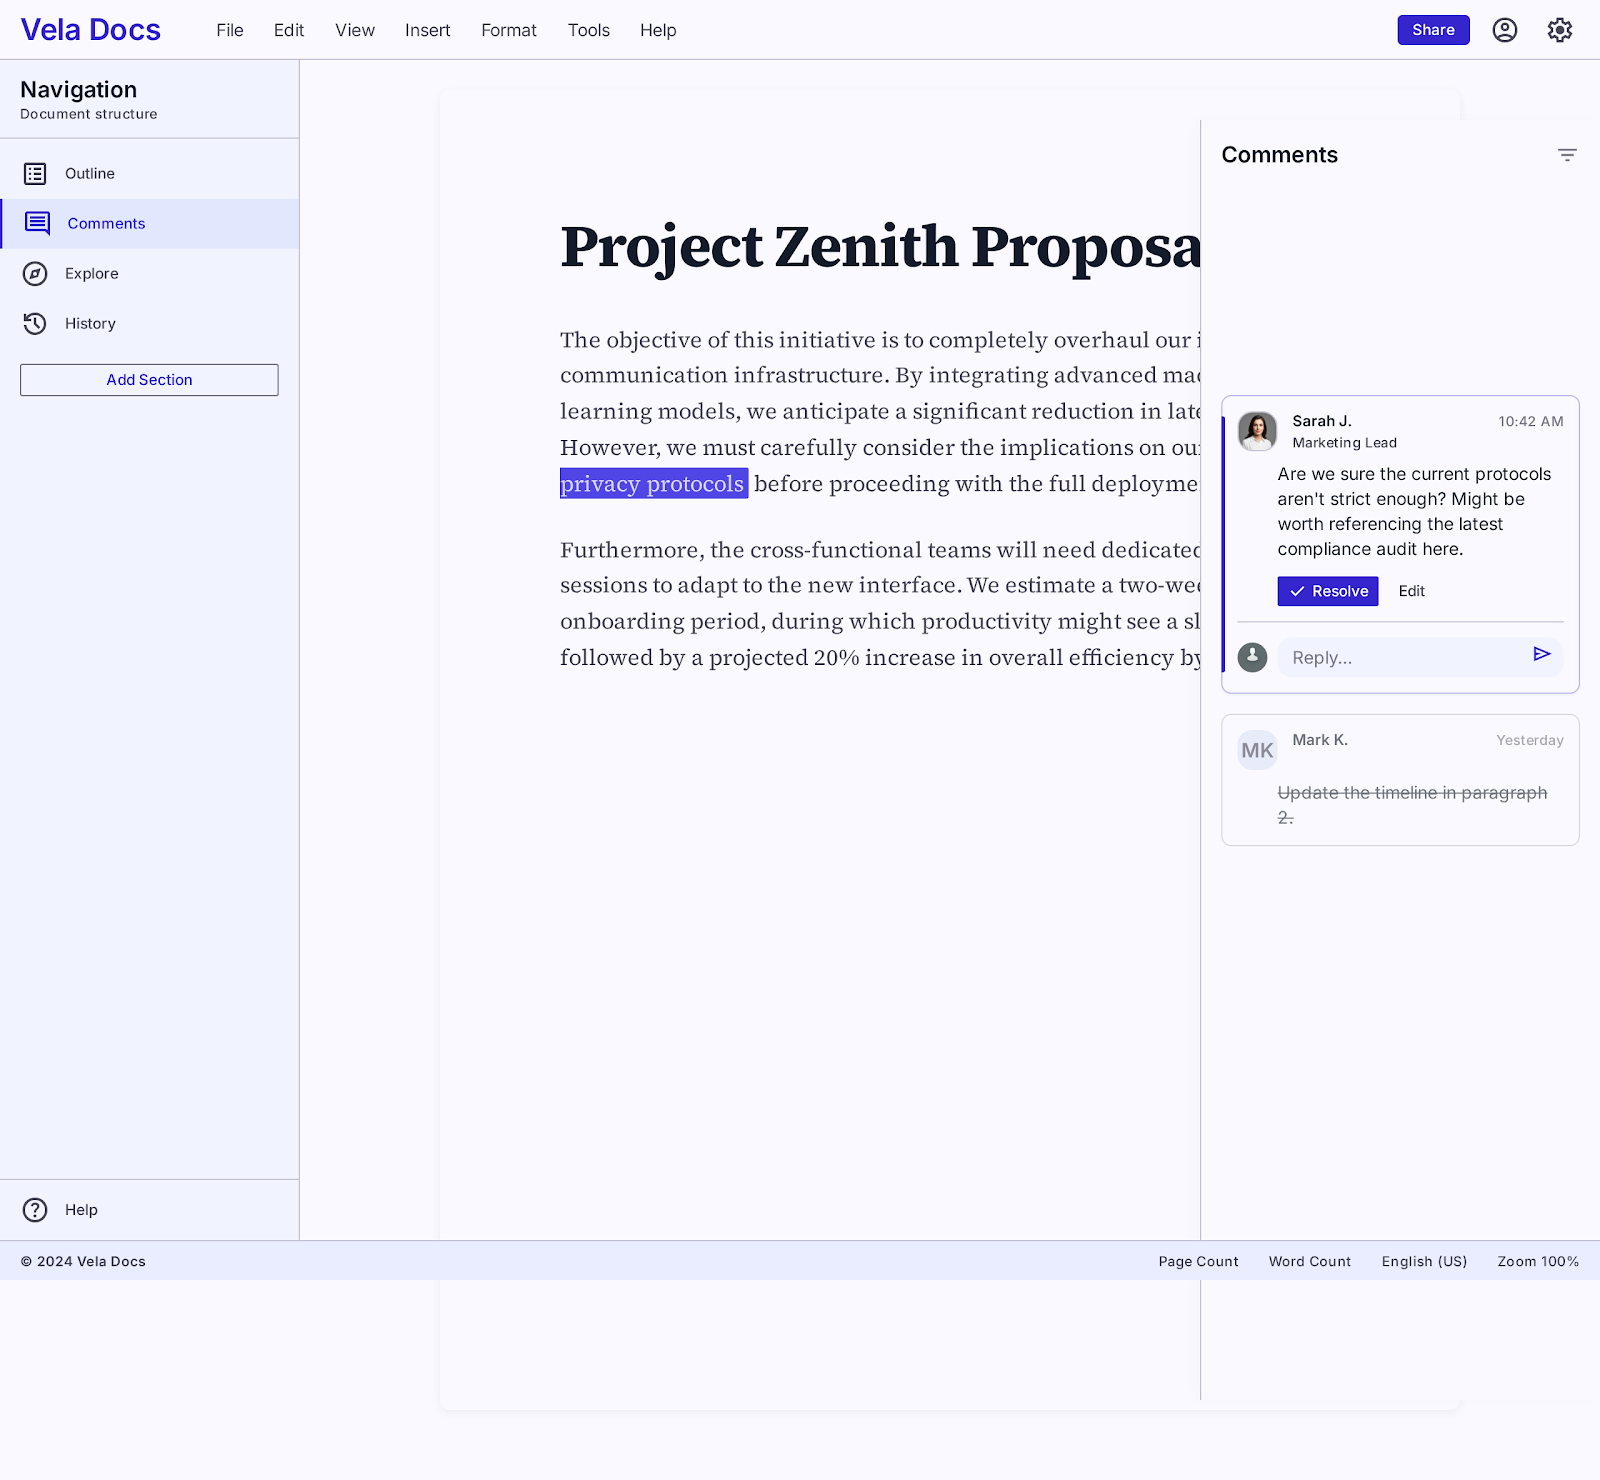 Vela Docs
File Edit View Insert Format Tools Help
Share
Navigation
Document structure
Outline
Comments
Explore
History
Add Section
Help
Project Zenith Proposa
The objective of this initiative is to completely overhaul our
communication infrastructure. By integrating advanced mac
learning models, we anticipate a significant reduction in late
However, we must carefully consider the implications on our
privacy protocols before proceeding with the full deployme
Furthermore, the cross-functional teams will need dedicated
sessions to adapt to the new interface. We estimate a two-wee
onboarding period, during which productivity might see a sl
followed by a projected 20% increase in overall efficiency by
Comments
Sarah J. 10:42 AM
Marketing Lead
Are we sure the current protocols
aren't strict enough? Might be
worth referencing the latest
compliance audit here.
Resolve Edit
Reply...
MK Mark K. Yesterday
Update the timeline in paragraph
2.
© 2024 Vela Docs
Page Count Word Count English (US) Zoom 100%